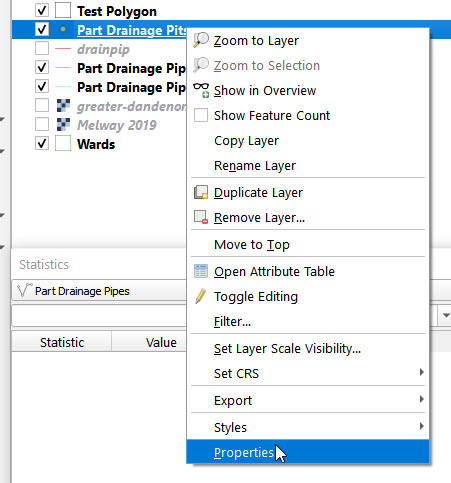 Test Polygon
Part Drainage Pits
drainpip
Part Drainage Pip
Part Drainage Pipe
greater-dandenon
Melway 2019
Wards
Zoom to Layer
Zoom to Selection
Show in Overview
Show Feature Count
Copy Layer
Rename Layer
Duplicate Layer
Remove Layer...
Move to Top
Open Attribute Table
Toggle Editing
Filter...
Set Layer Scale Visibility...
Set CRS
Export
Styles
Properties
Statistics
Part Drainage Pipes
Statistic
Value